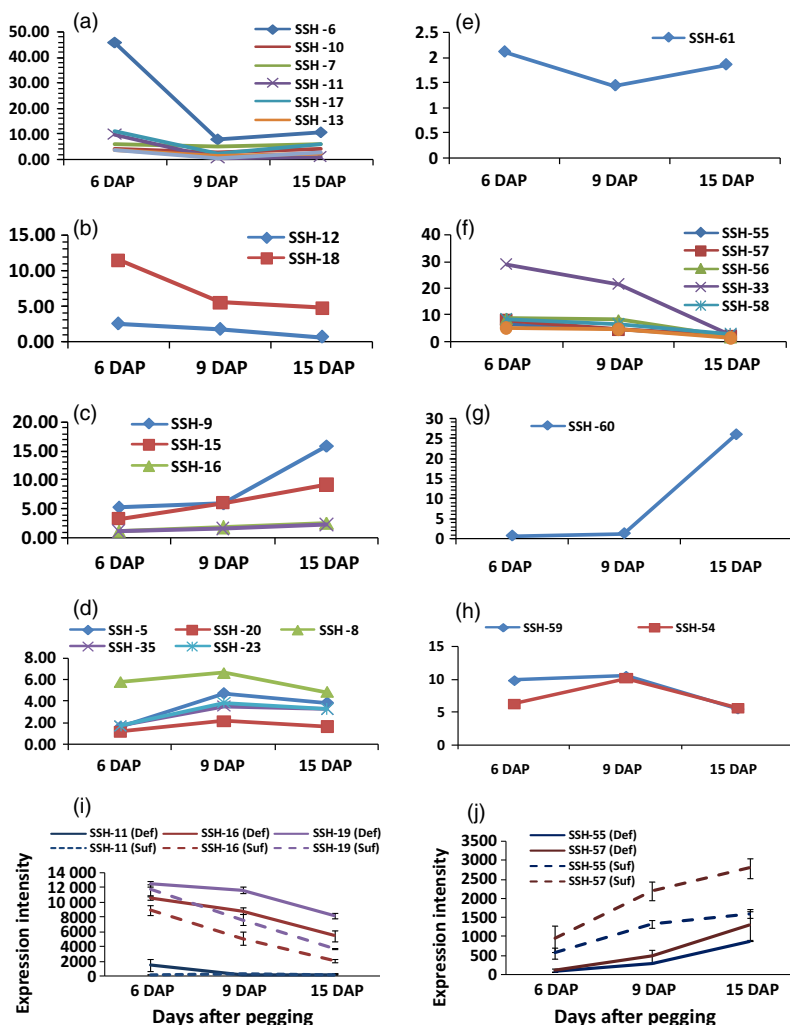 (a)
50.00
40.00
30.00
20.00
10.00
0.00
SSH -6
SSH -10
SSH -7
SSH -11
SSH -17
SSH -13
6 DAP 9 DAP 15 DAP
(e)
2.5
2
1.5
1
0.5
0
SSH-61
6 DAP 9 DAP 15 DAP
(b)
15.00
10.00
5.00
0.00
SSH-12
SSH-18
6 DAP 9 DAP 15 DAP
(f)
40
30
20
10
0
SSH-55
SSH-57
SSH-56
SSH-33
SSH-58
6 DAP 9 DAP 15 DAP
(c)
20.00
15.00
10.00
5.00
0.00
SSH-9
SSH-15
SSH-16
6 DAP 9 DAP 15 DAP
(g)
30
25
20
15
10
5
0
SSH -60
6 DAP 9 DAP 15 DAP
(d)
SSH -5 SSH -20 SSH -8
SSH -35 SSH -23
8.00
6.00
4.00
2.00
0.00
6 DAP 9 DAP 15 DAP
(h)
SSH-59 SSH-54
15
10
5
0
6 DAP 9 DAP 15 DAP
(i)
SSH-11 (Def) SSH-16 (Def) SSH-19 (Def)
SSH-11 (Suf) SSH-16 (Suf) SSH-19 (Suf)
Expression intensity
14 000
12 000
10 000
8000
6000
4000
2000
0
6 DAP 9 DAP 15 DAP
Days after pegging
(j)
SSH-55 (Def)
SSH-57 (Def)
SSH-55 (Suf)
SSH-57 (Suf)
Expression intensity
3500
3000
2500
2000
1500
1000
500
0
6 DAP 9 DAP 15 DAP
Days after pegging